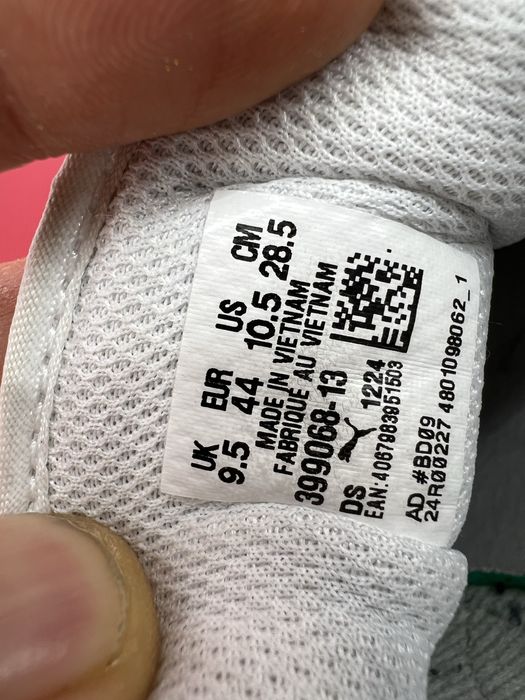 UK EUR US CM
9.5 44 10.5 28.5
MADE IN VIETNAM
FABRIQUE AU VIETNAM
399068-13
DS 1224
EAN:4067983951503
AD #BD09
24R00227 4801098062_1